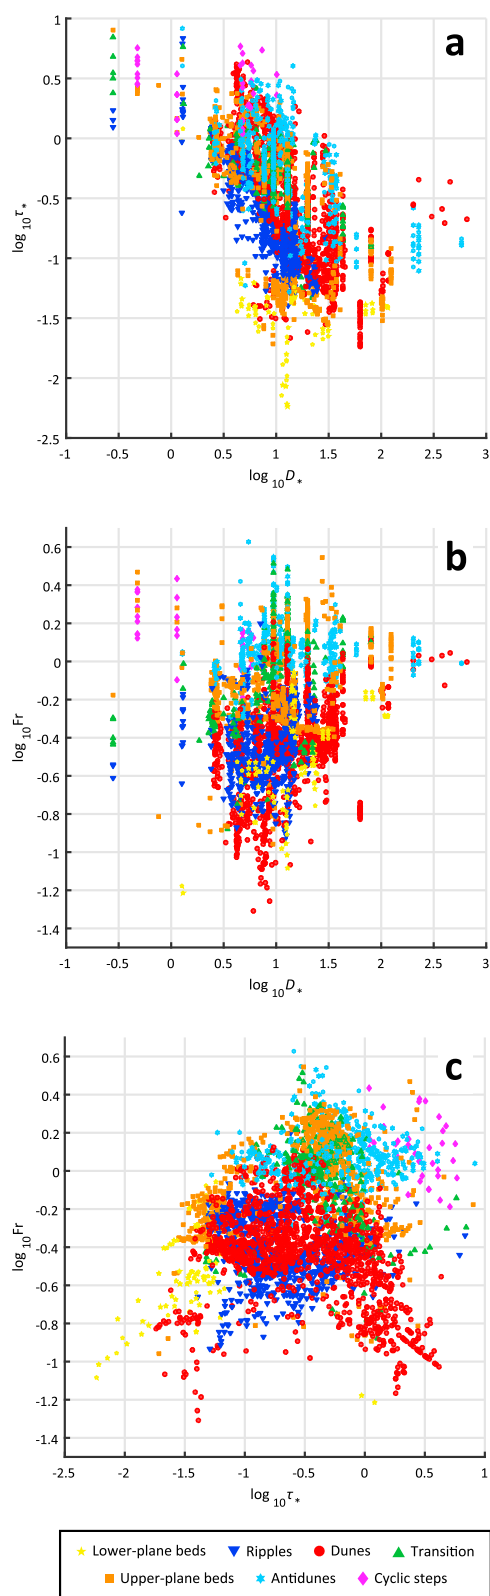 a
1
0.5
0
-0.5
-1
-1.5
-2
-2.5
log10τ*
-1 -0.5 0 0.5 1 1.5 2 2.5 3
log10D*
b
0.6
0.4
0.2
0
-0.2
-0.4
-0.6
-0.8
-1
-1.2
-1.4
log10Fr
-1 -0.5 0 0.5 1 1.5 2 2.5 3
log10D*
c
0.6
0.4
0.2
0
-0.2
-0.4
-0.6
-0.8
-1
-1.2
-1.4
log10Fr
-2.5 -2 -1.5 -1 -0.5 0 0.5 1
log10τ*
Lower-plane beds Ripples Dunes Transition
Upper-plane beds Antidunes Cyclic steps